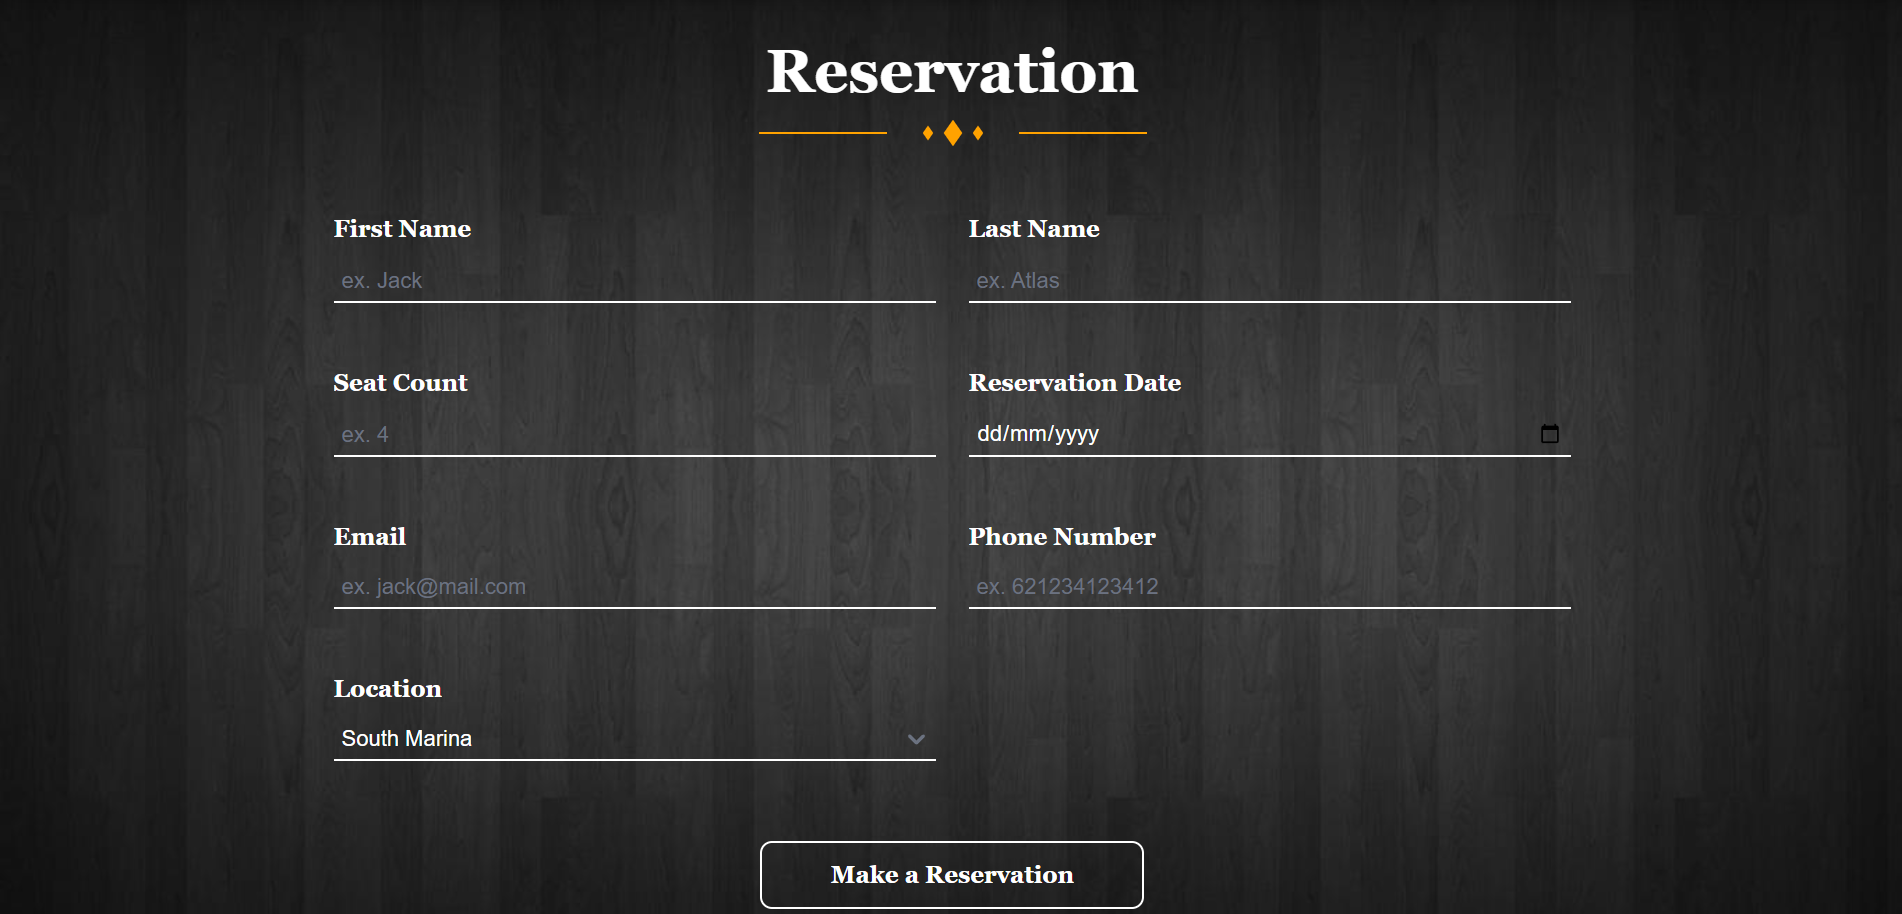 Reservation
First Name
Last Name
ex. Jack
ex. Atlas
Seat Count
Reservation Date
ex. 4
dd/mm/yyyy
Email
Phone Number
ex. jack@mail.com
ex. 621234123412
Location
South Marina
Make a Reservation